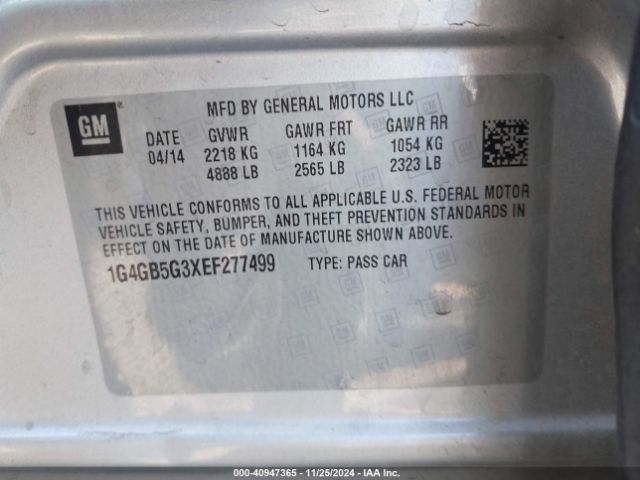 GM
MFD BY GENERAL MOTORS LLC
DATE GVWR GAWR FRT GAWR RR
04/14 2218 KG 1164 KG 1054 KG
4888 LB 2565 LB 2323 LB
THIS VEHICLE CONFORMS TO ALL APPLICABLE U.S. FEDERAL MOTOR
VEHICLE SAFETY, BUMPER, AND THEFT PREVENTION STANDARDS IN
EFFECT ON THE DATE OF MANUFACTURE SHOWN ABOVE.
1G4GB5G3XEF277499 TYPE: PASS CAR
000-40947365 - 11/25/2024 - IAA Inc.